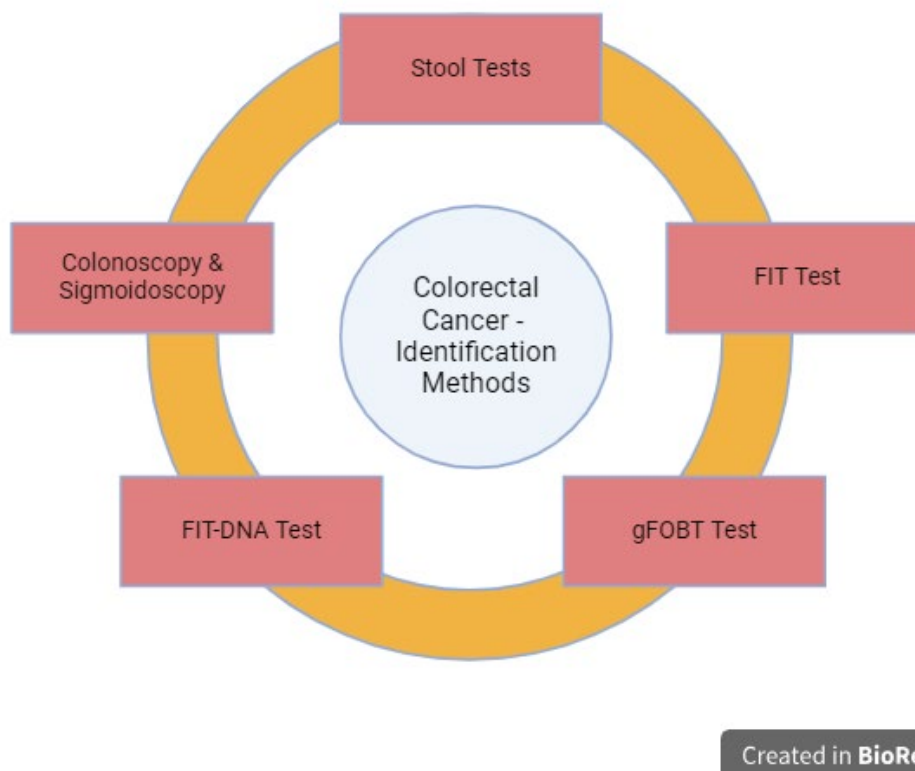 Stool Tests
Colonoscopy &
Sigmoidoscopy
FIT Test
Colorectal
Cancer -
Identification
Methods
FIT-DNA Test
gFOBT Test
Created in